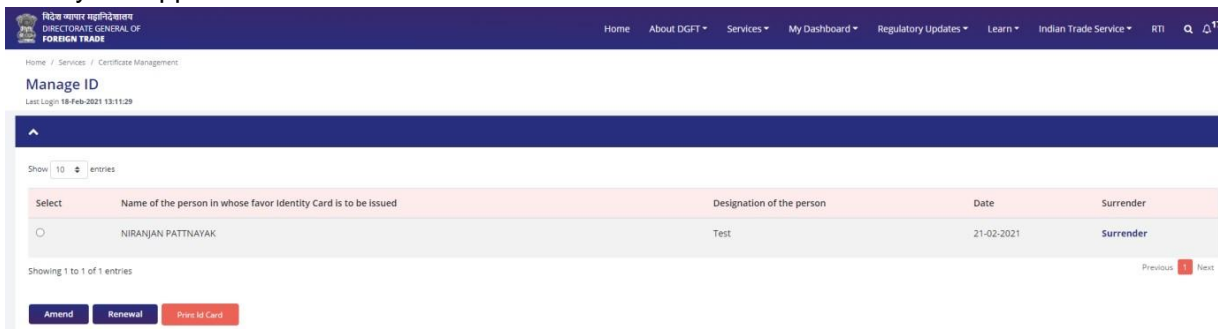 विदेश व्यापार महानिदेशालय
DIRECTORATE GENERAL OF
FOREIGN TRADE
Home About DGFT Services My Dashboard Regulatory Updates Learn Indian Trade Service RTI
Home / Services / Certificate Management
Manage ID
Last Login 18-Feb-2021 13:11:29
Show 10 entries
Select Name of the person in whose favor Identity Card is to be issued Designation of the person Date Surrender
NIRANJAN PATTNAYAK Test 21-02-2021 Surrender
Showing 1 to 1 of 1 entries
Previous 1 Next
Amend Renewal Print Id Card